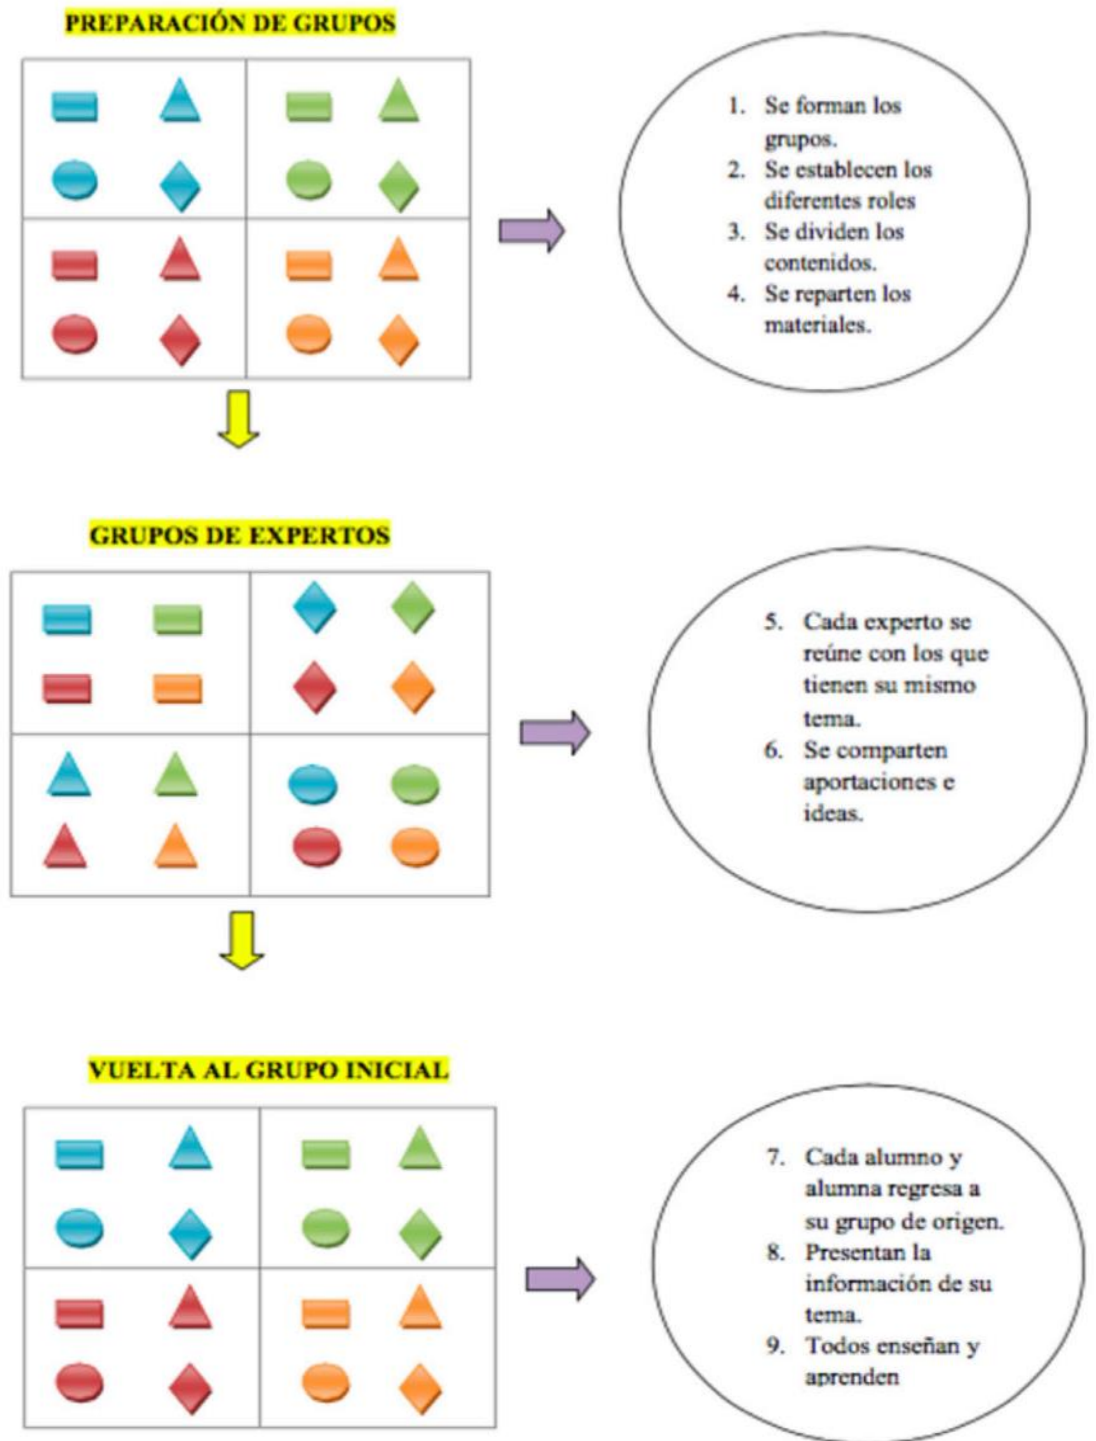 PREPARACIÓN DE GRUPOS
1. Se forman los
grupos.
2. Se establecen los
diferentes roles
3. Se dividen los
contenidos.
4. Se reparten los
materiales.
GRUPOS DE EXPERTOS
5. Cada experto se
reúne con los que
tienen su mismo
tema.
6. Se comparten
aportaciones e
ideas.
VUELTA AL GRUPO INICIAL
7. Cada alumno y
alumna regresa a
su grupo de origen.
8. Presentan la
información de su
tema.
9. Todos enseñan y
aprenden